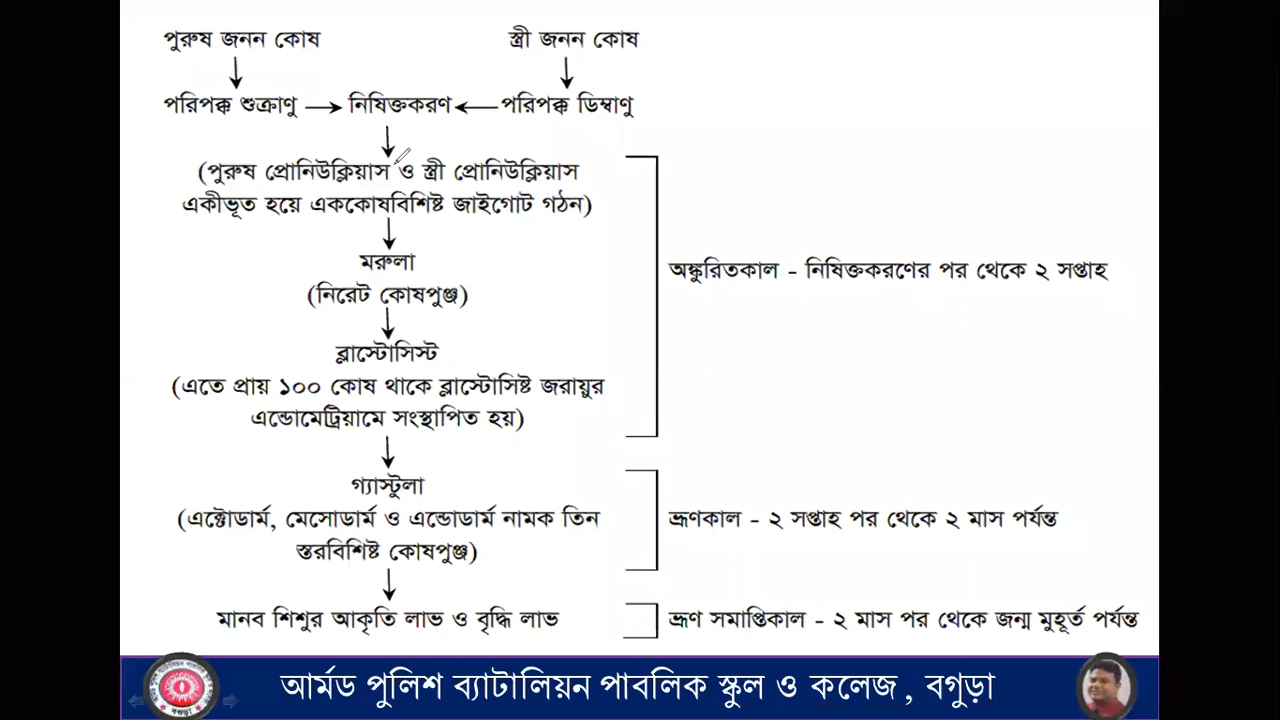 পুরুষ জনন কোষ
স্ত্রী জনন কোষ
পরিপক্ক শুক্রাণু
নিষিক্তকরণ
পরিপক্ক ডিম্বাণু
(পুরুষ প্রোনিউক্লিয়াস ও স্ত্রী প্রোনিউক্লিয়াস
একীভূত হয়ে এককোষবিশিষ্ট জাইগোট গঠন)
মরুলা
(নিরেট কোষপুঞ্জ)
অঙ্কুরিতকাল - নিষিক্তকরণের পর থেকে ২ সপ্তাহ
ব্লাস্টোসিস্ট
(এতে প্রায় ১০০ কোষ থাকে ব্লাস্টোসিষ্ট জরায়ুর
এন্ডোমেট্রিয়ামে সংস্থাপিত হয়)
গ্যাস্টুলা
(এক্টোডার্ম, মেসোডার্ম ও এন্ডোডার্ম নামক তিন
স্তরবিশিষ্ট কোষপুঞ্জ)
ভ্রূণকাল - ২ সপ্তাহ পর থেকে ২ মাস পর্যন্ত
মানব শিশুর আকৃতি লাভ ও বৃদ্ধি লাভ
ভ্রূণ সমাপ্তিকাল - ২ মাস পর থেকে জন্ম মুহূর্ত পর্যন্ত
আর্মড পুলিশ ব্যাটালিয়ন পাবলিক স্কুল ও কলেজ, বগুড়া
বগুড়া